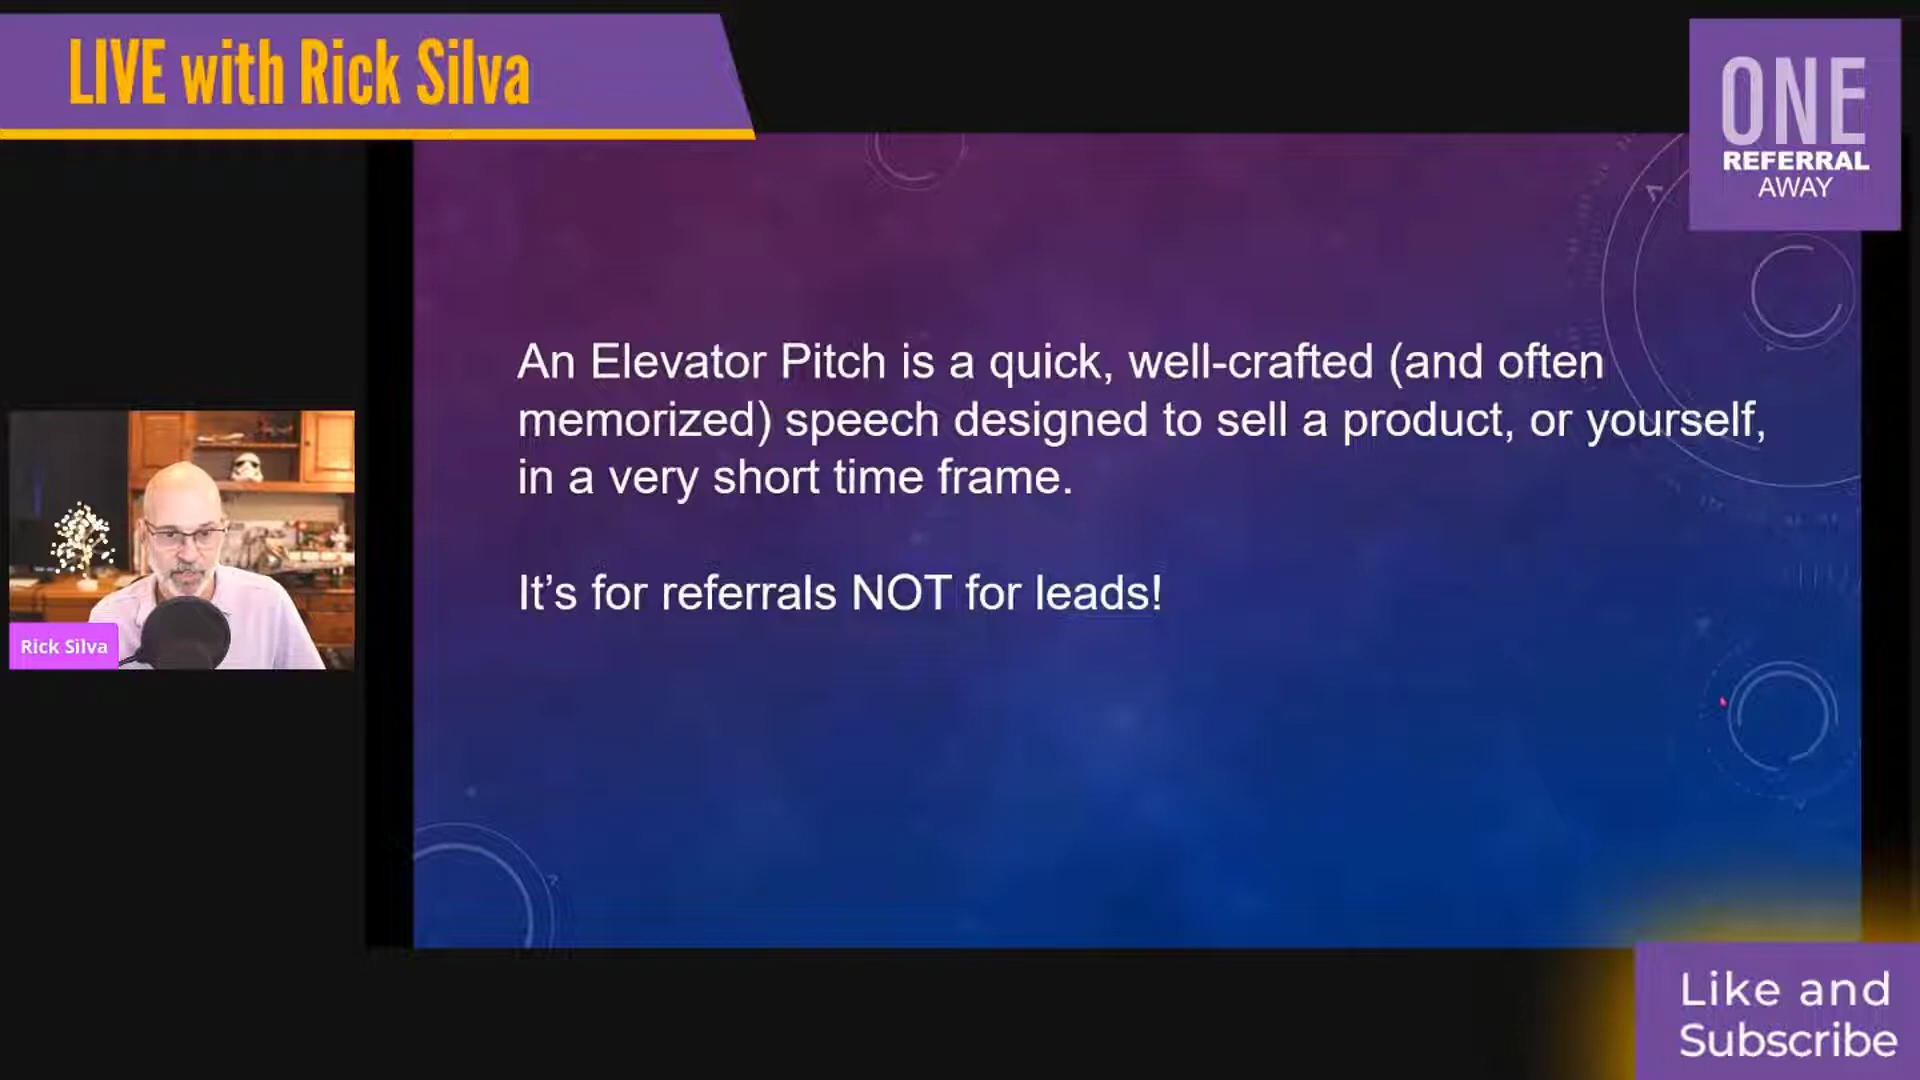 LIVE with Rick Silva
ONE
REFERRAL
AWAY
An Elevator Pitch is a quick, well-crafted (and often
memorized) speech designed to sell a product, or yourself,
in a very short time frame.
It’s for referrals NOT for leads!
Rick Silva
Like and
Subscribe